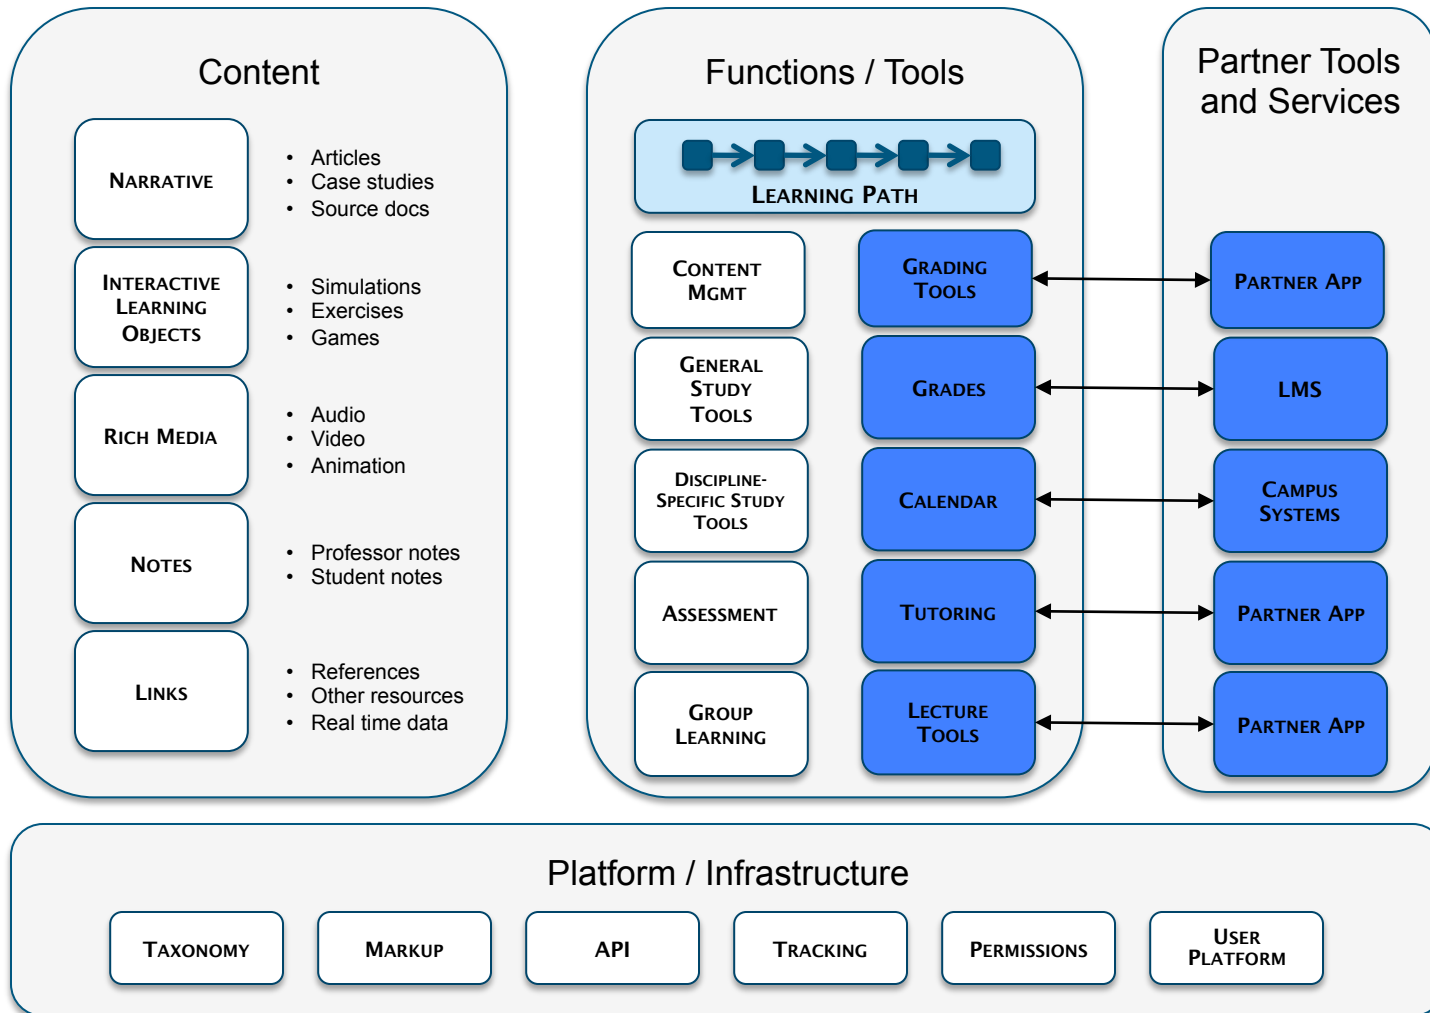 Content
NARRATIVE
• Articles
• Case studies
• Source docs
INTERACTIVE
LEARNING
OBJECTS
• Simulations
• Exercises
• Games
RICH MEDIA
• Audio
• Video
• Animation
NOTES
• Professor notes
• Student notes
LINKS
• References
• Other resources
• Real time data
Functions / Tools
LEARNING PATH
CONTENT
MGMT
GRADING
TOOLS
GENERAL
STUDY
TOOLS
GRADES
DISCIPLINE-
SPECIFIC STUDY
TOOLS
CALENDAR
ASSESSMENT
TUTORING
GROUP
LEARNING
LECTURE
TOOLS
Partner Tools
and Services
PARTNER APP
LMS
CAMPUS
SYSTEMS
PARTNER APP
PARTNER APP
Platform / Infrastructure
TAXONOMY
MARKUP
API
TRACKING
PERMISSIONS
USER
PLATFORM